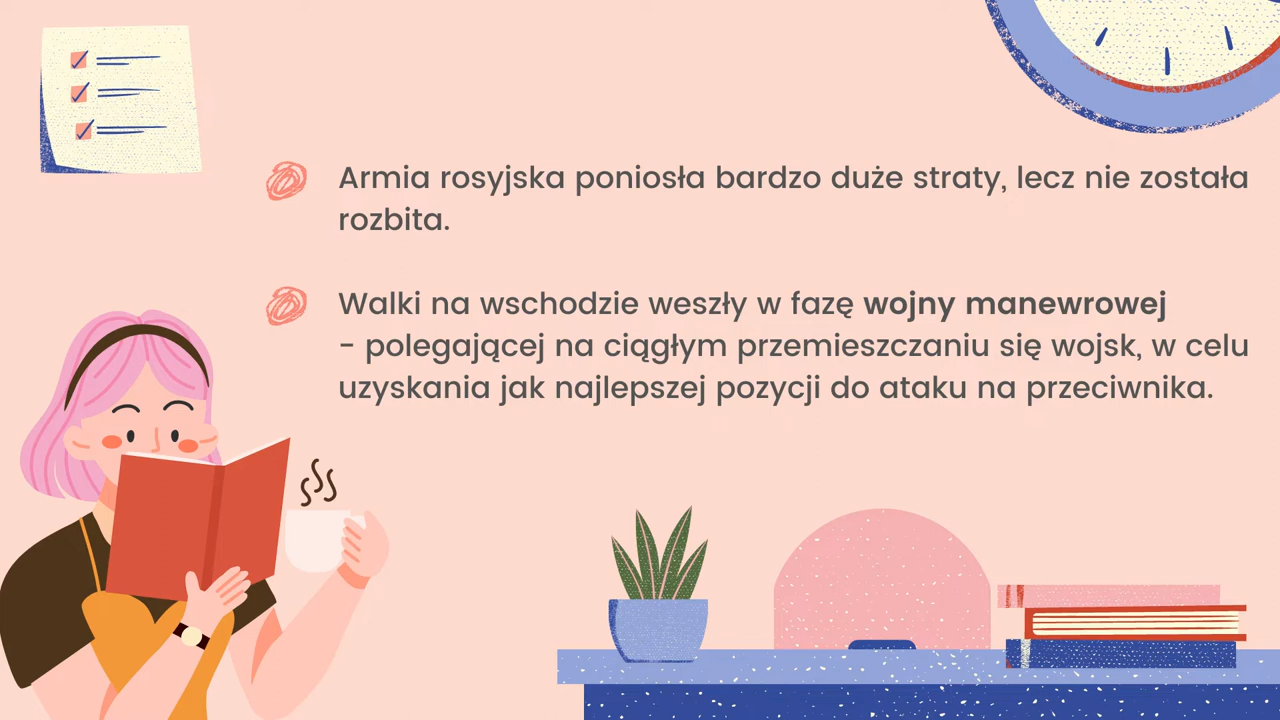 Armia rosyjska poniosła bardzo duże straty, lecz nie została
rozbita.
Walki na wschodzie weszły w fazę wojny manewrowej
- polegającej na ciągłym przemieszczaniu się wojsk, w celu
uzyskania jak najlepszej pozycji do ataku na przeciwnika.